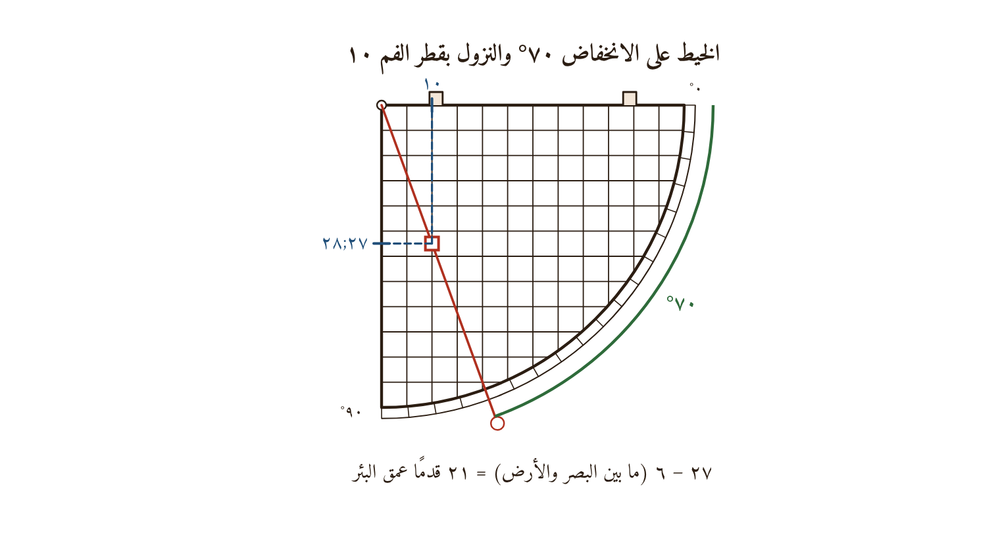 الخيط على الانخفاض ٧٠° والنزول بقطر الفم ١٠
١٠
٠°
٢٨;٢٧
٧٠°
٩٠°
٢٧ − ٦ (ما بين البصر والأرض) = ٢١ قدمًا عمق البئر